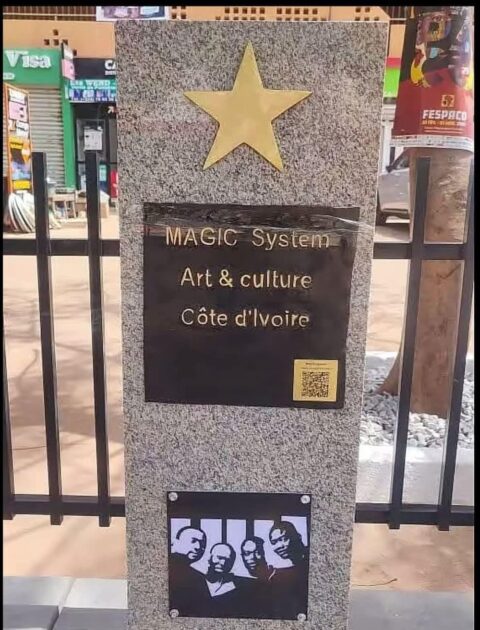 Visa
MAGIC System
Art & culture
Côte d'Ivoire
FESPACO